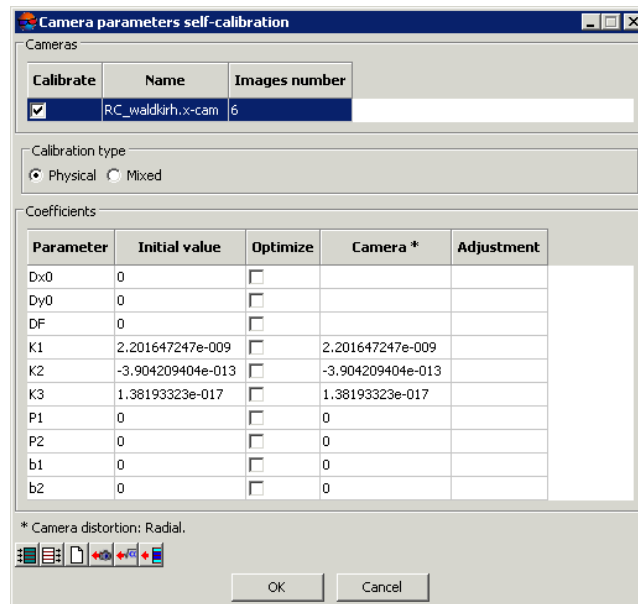 Camera parameters self-calibration
Cameras
Calibrate Name Images number
RC_waldkirh.x-cam 6
Calibration type
Physical Mixed
Coefficients
Parameter Initial value Optimize Camera * Adjustment
Dx0 0
Dy0 0
DF 0
K1 2.201647247e-009 2.201647247e-009
K2 -3.904209404e-013 -3.904209404e-013
K3 1.38193323e-017 1.38193323e-017
P1 0 0
P2 0 0
b1 0 0
b2 0 0
* Camera distortion: Radial.
OK Cancel